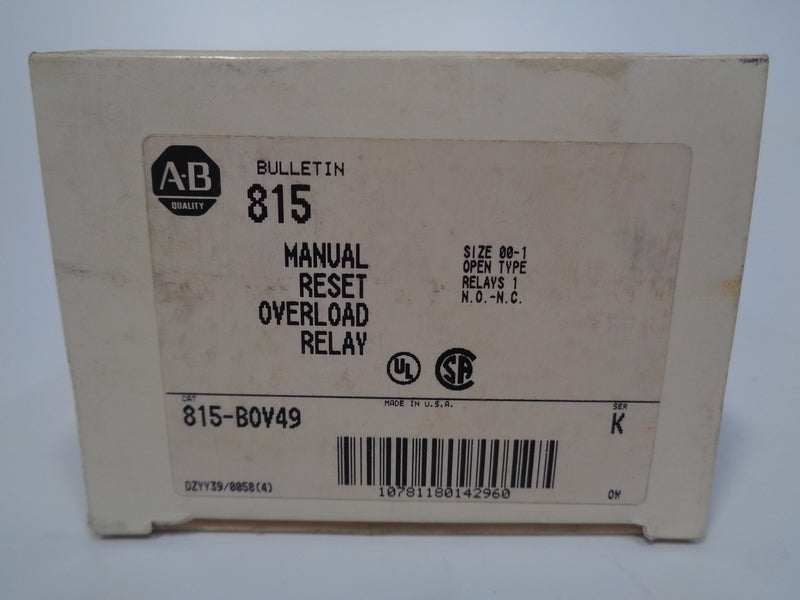 A-B
QUALITY
BULLETIN
815
MANUAL
RESET
OVERLOAD
RELAY
SIZE 00-1
OPEN TYPE
RELAYS 1
N.O.-N.C.
UL
SA
MADE IN U.S.A.
CAT
815-BOV49
SER
K
DZYY39/0058(4)
10781180142960
OW